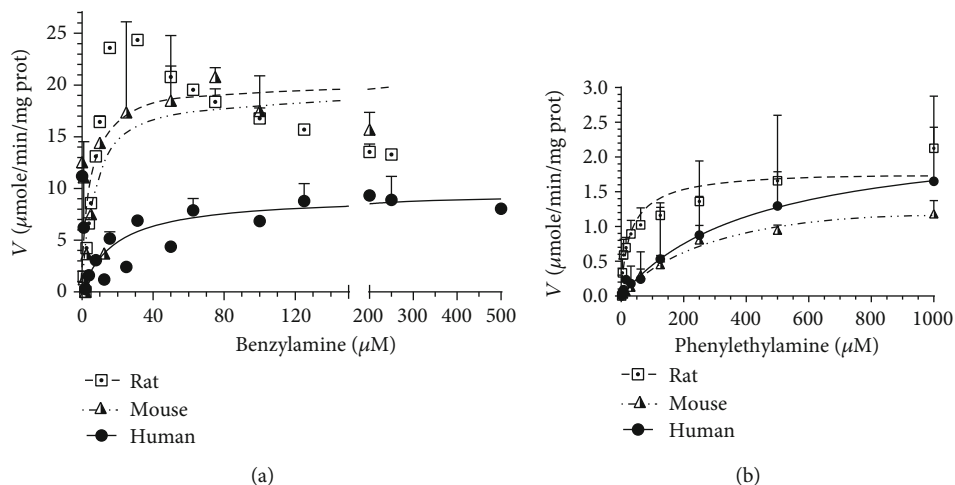 25
20
15
10
5
0
V (μmole/min/mg prot)
0 40 80 120 200 300 400 500
Benzylamine (μM)
Rat
Mouse
Human
(a)
3.0
2.5
2.0
1.5
1.0
0.5
0.0
V (μmole/min/mg prot)
0 200 400 600 800 1000
Phenylethylamine (μM)
Rat
Mouse
Human
(b)